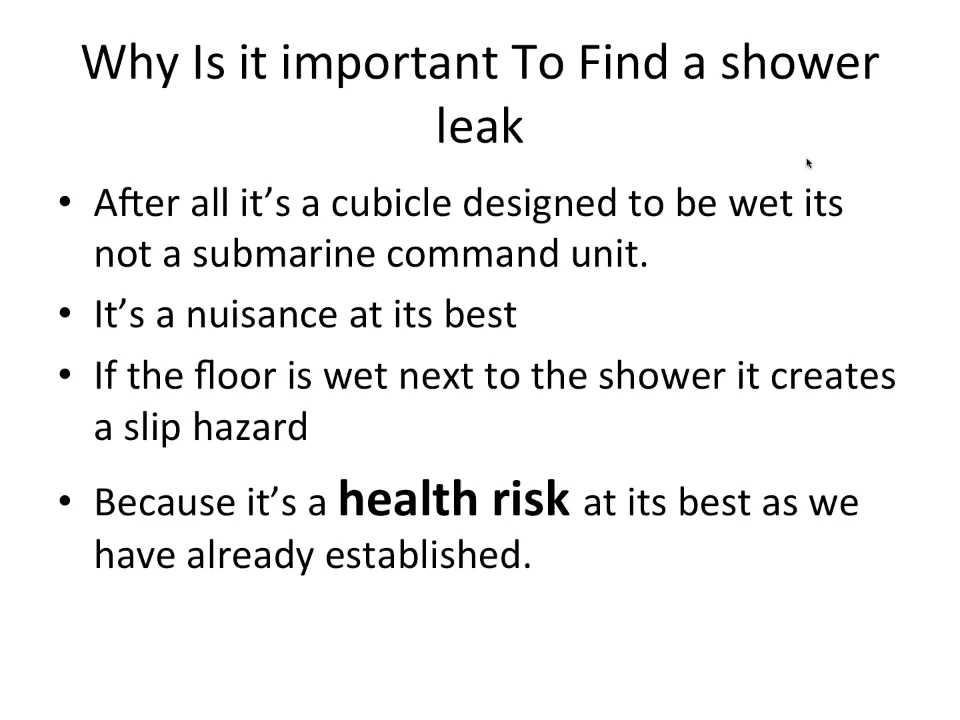 Why Is it important To Find a shower
leak
• After all it’s a cubicle designed to be wet its
not a submarine command unit.
• It’s a nuisance at its best
• If the floor is wet next to the shower it creates
a slip hazard
• Because it’s a health risk at its best as we
have already established.